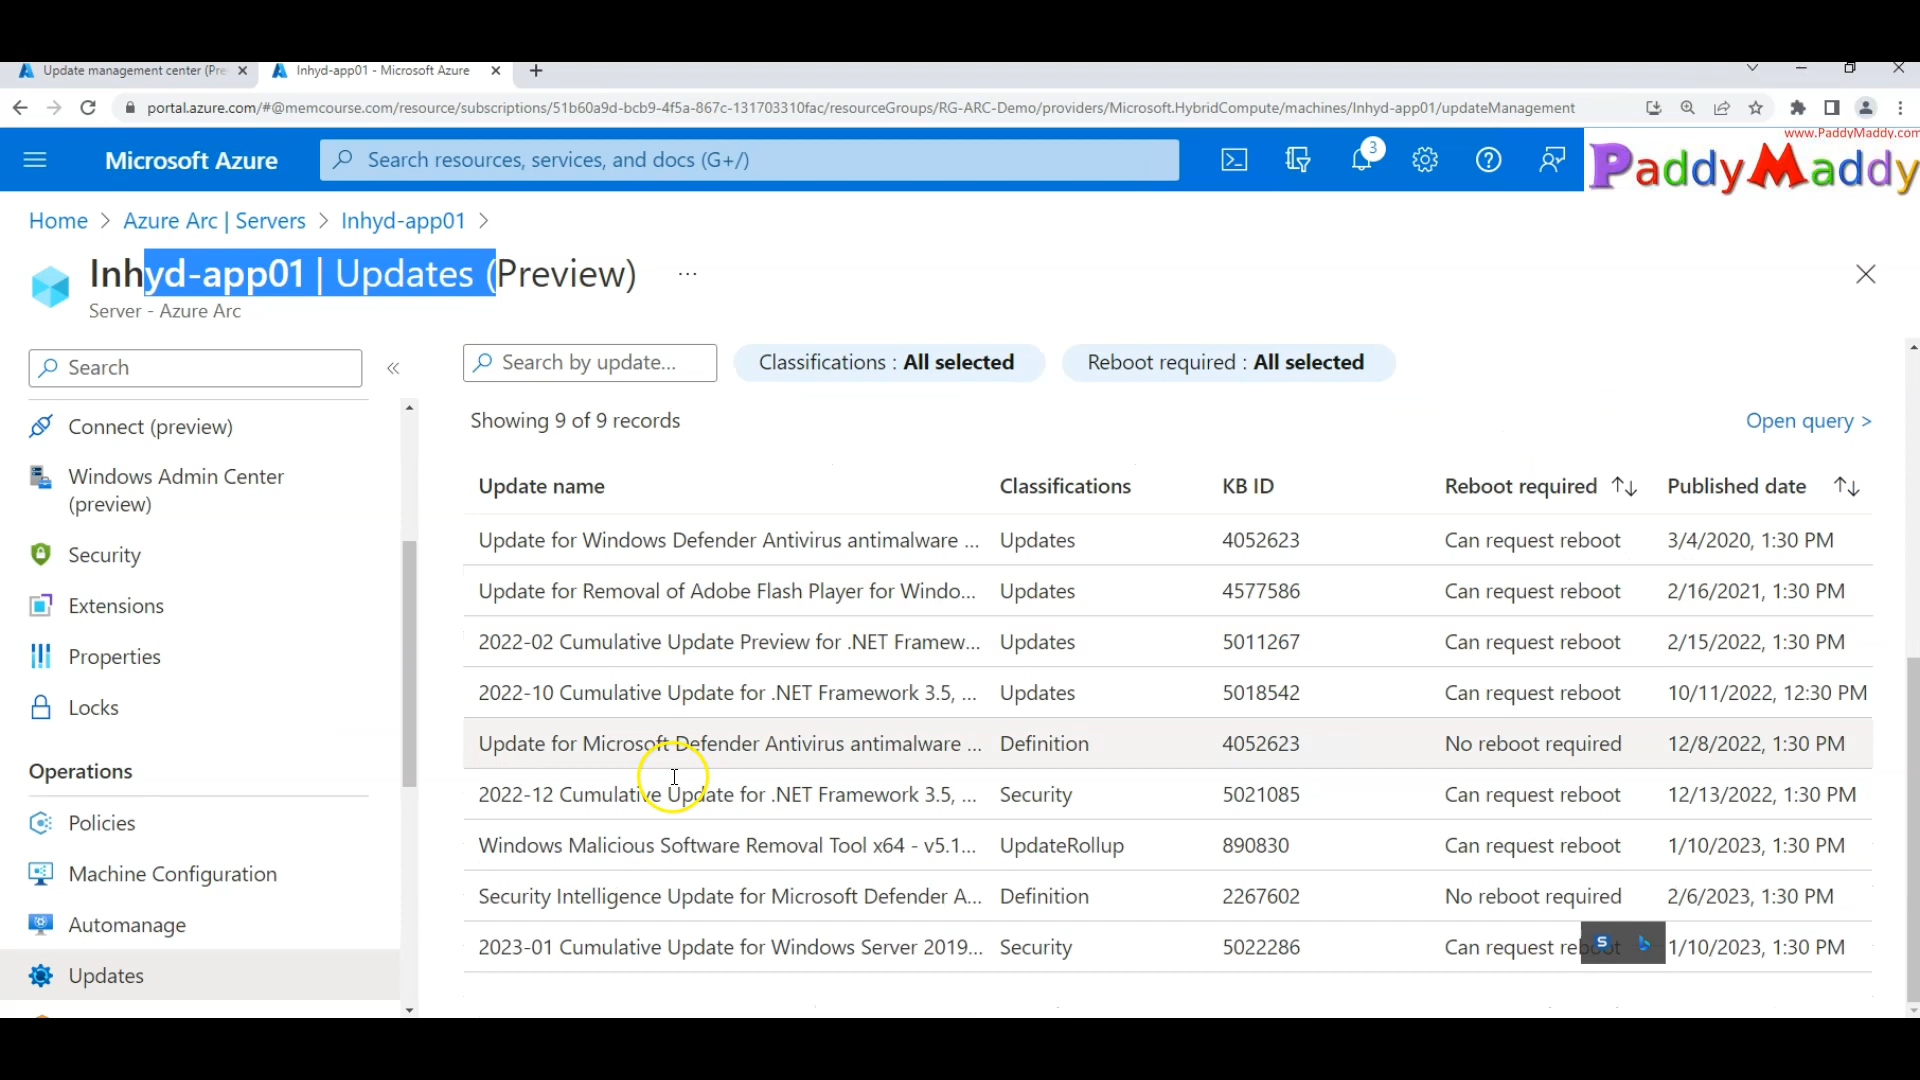 Update management center (Pre
Inhyd-app01 - Microsoft Azure
portal.azure.com/#@memcourse.com/resource/subscriptions/51b60a9d-bcb9-4f5a-867c-131703310fac/resourceGroups/RG-ARC-Demo/providers/Microsoft.HybridCompute/machines/Inhyd-app01/updateManagement
www.PaddyMaddy.com
Microsoft Azure
Search resources, services, and docs (G+/)
3
PaddyMaddy
Home > Azure Arc | Servers > Inhyd-app01 >
Inhyd-app01 | Updates (Preview) ...
Server - Azure Arc
Search
Connect (preview)
Windows Admin Center
(preview)
Security
Extensions
Properties
Locks
Operations
Policies
Machine Configuration
Automanage
Updates
Search by update...
Classifications : All selected
Reboot required : All selected
Showing 9 of 9 records
Open query >
Update name Classifications KB ID Reboot required Published date
Update for Windows Defender Antivirus antimalware ... Updates 4052623 Can request reboot 3/4/2020, 1:30 PM
Update for Removal of Adobe Flash Player for Windo... Updates 4577586 Can request reboot 2/16/2021, 1:30 PM
2022-02 Cumulative Update Preview for .NET Framew... Updates 5011267 Can request reboot 2/15/2022, 1:30 PM
2022-10 Cumulative Update for .NET Framework 3.5, ... Updates 5018542 Can request reboot 10/11/2022, 12:30 PM
Update for Microsoft Defender Antivirus antimalware ... Definition 4052623 No reboot required 12/8/2022, 1:30 PM
2022-12 Cumulative Update for .NET Framework 3.5, ... Security 5021085 Can request reboot 12/13/2022, 1:30 PM
Windows Malicious Software Removal Tool x64 - v5.1... UpdateRollup 890830 Can request reboot 1/10/2023, 1:30 PM
Security Intelligence Update for Microsoft Defender A... Definition 2267602 No reboot required 2/6/2023, 1:30 PM
2023-01 Cumulative Update for Windows Server 2019... Security 5022286 Can request reboot 1/10/2023, 1:30 PM